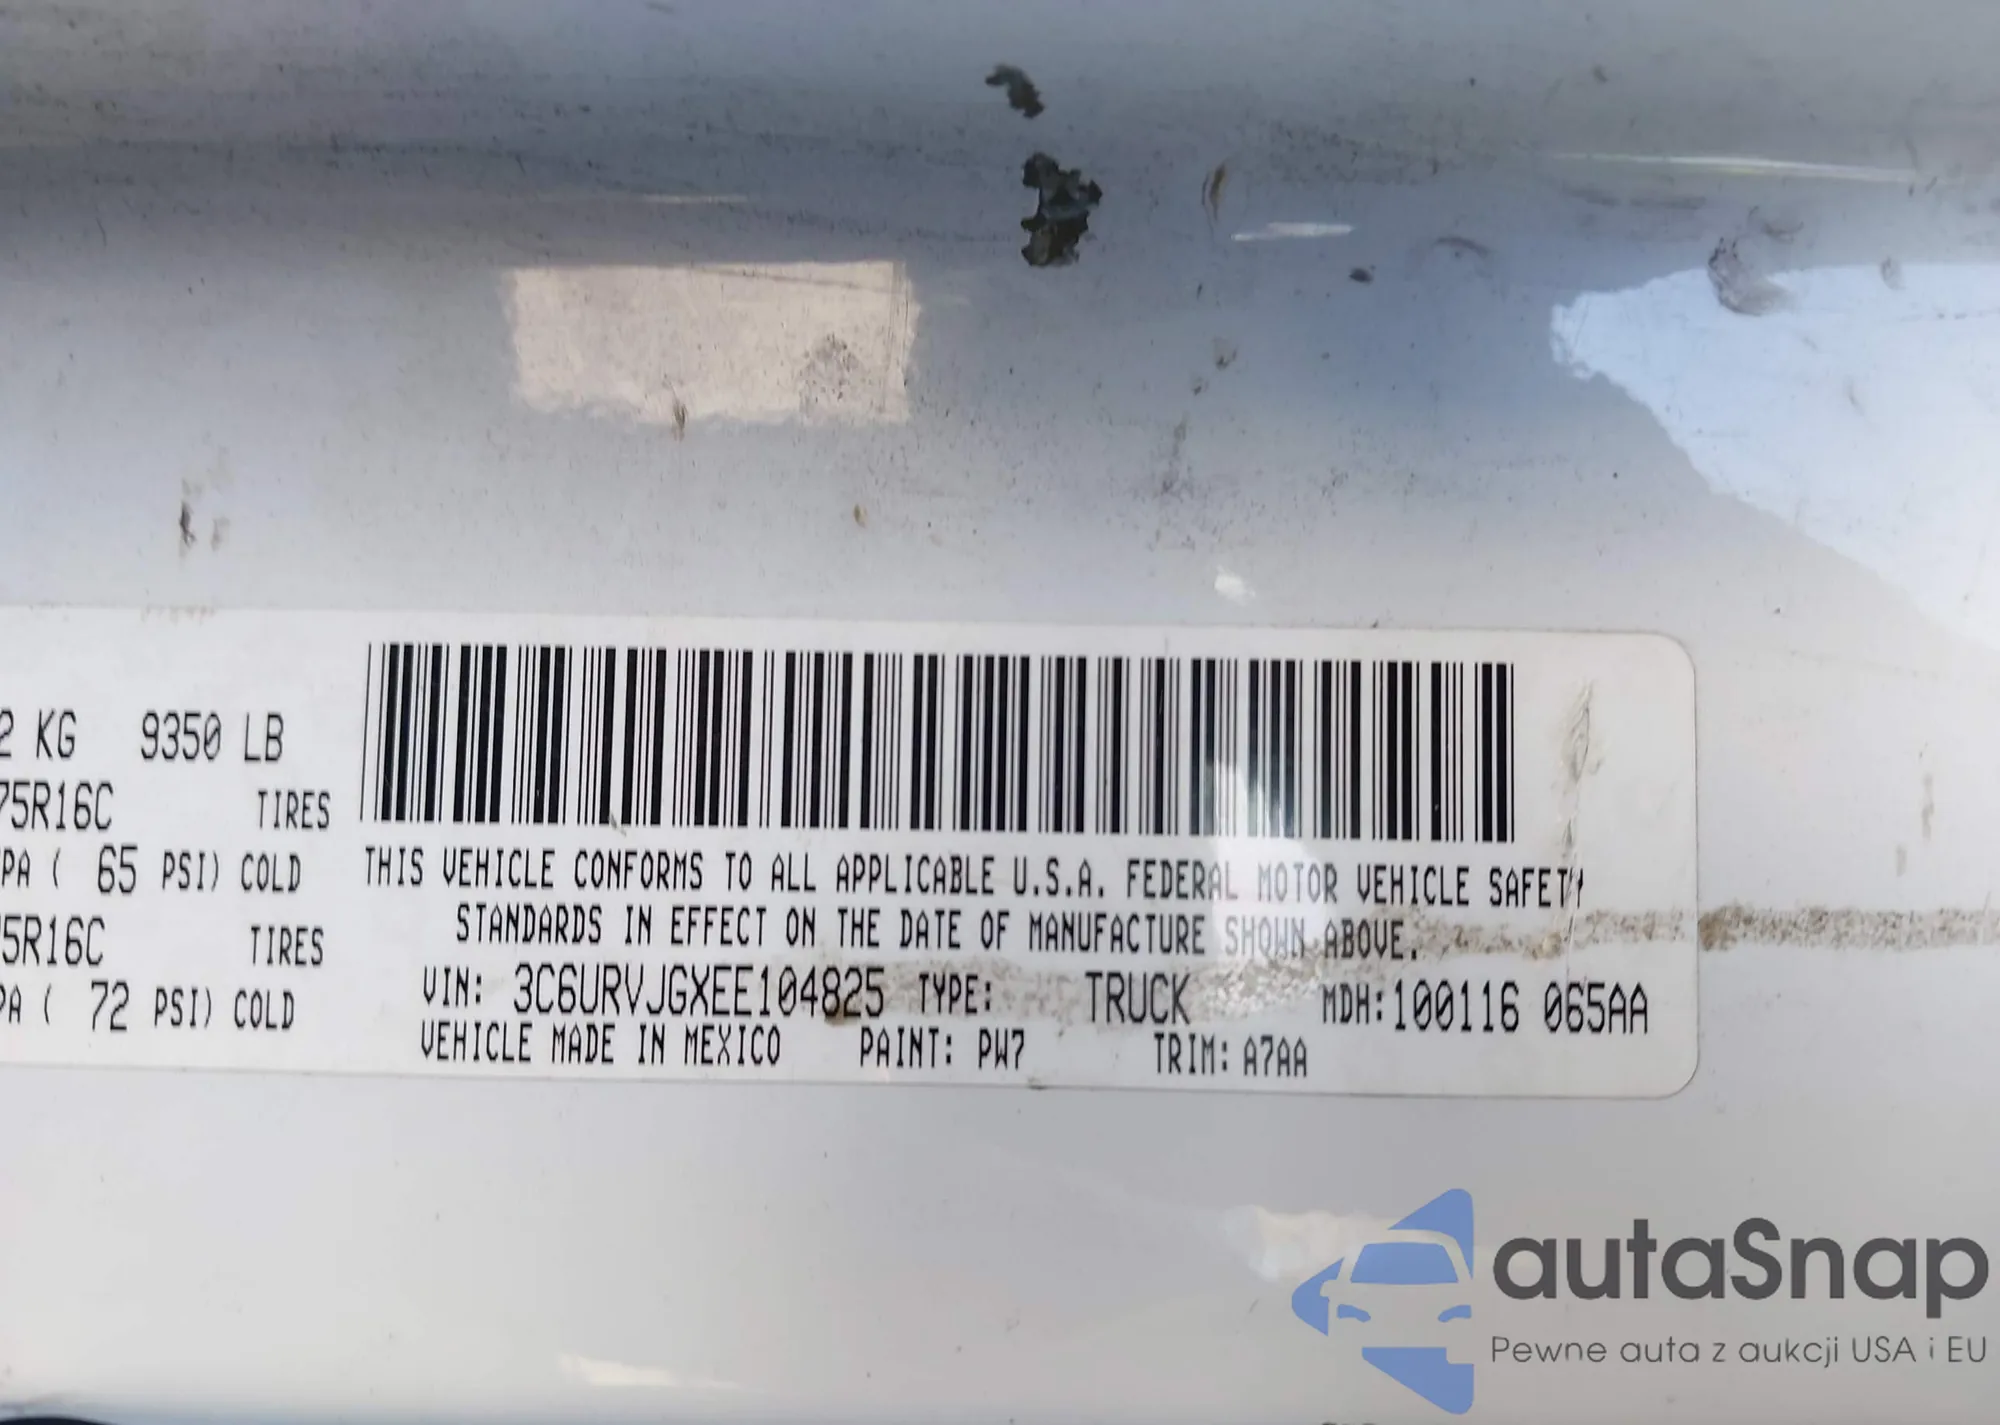 2 KG 9350 LB
75R16C TIRES
PA ( 65 PSI) COLD
5R16C TIRES
PA ( 72 PSI) COLD
THIS VEHICLE CONFORMS TO ALL APPLICABLE U.S.A. FEDERAL MOTOR VEHICLE SAFETY
STANDARDS IN EFFECT ON THE DATE OF MANUFACTURE SHOWN ABOVE.
VIN: 3C6URVJGXEE104825 TYPE: TRUCK MDH:100116 065AA
VEHICLE MADE IN MEXICO PAINT: PW7 TRIM: A7AA
autaSnap
Pewne auta z aukcji USA i EU